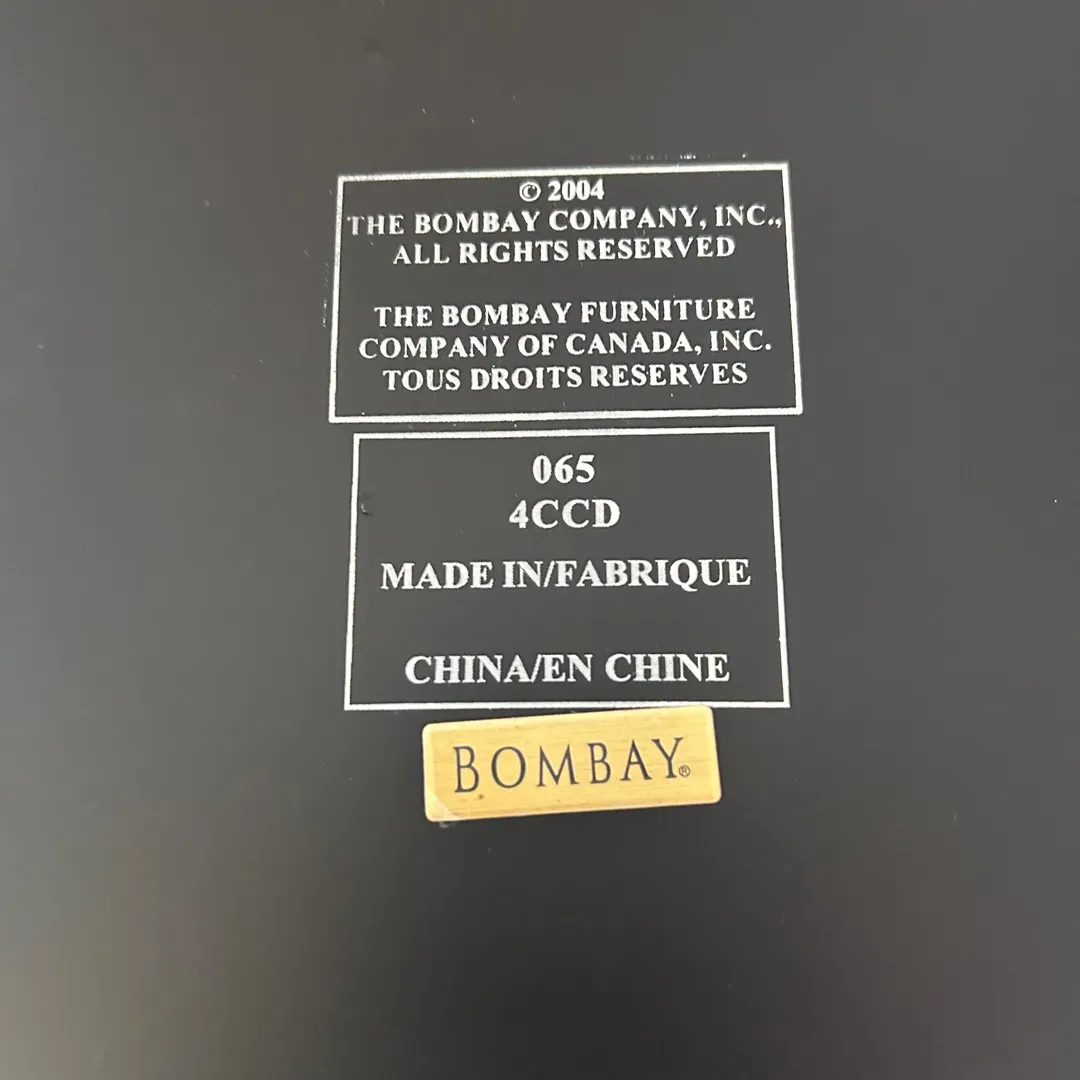 © 2004
THE BOMBAY COMPANY, INC.,
ALL RIGHTS RESERVED
THE BOMBAY FURNITURE
COMPANY OF CANADA, INC.
TOUS DROITS RESERVES
065
4CCD
MADE IN/FABRIQUE
CHINA/EN CHINE
BOMBAY®